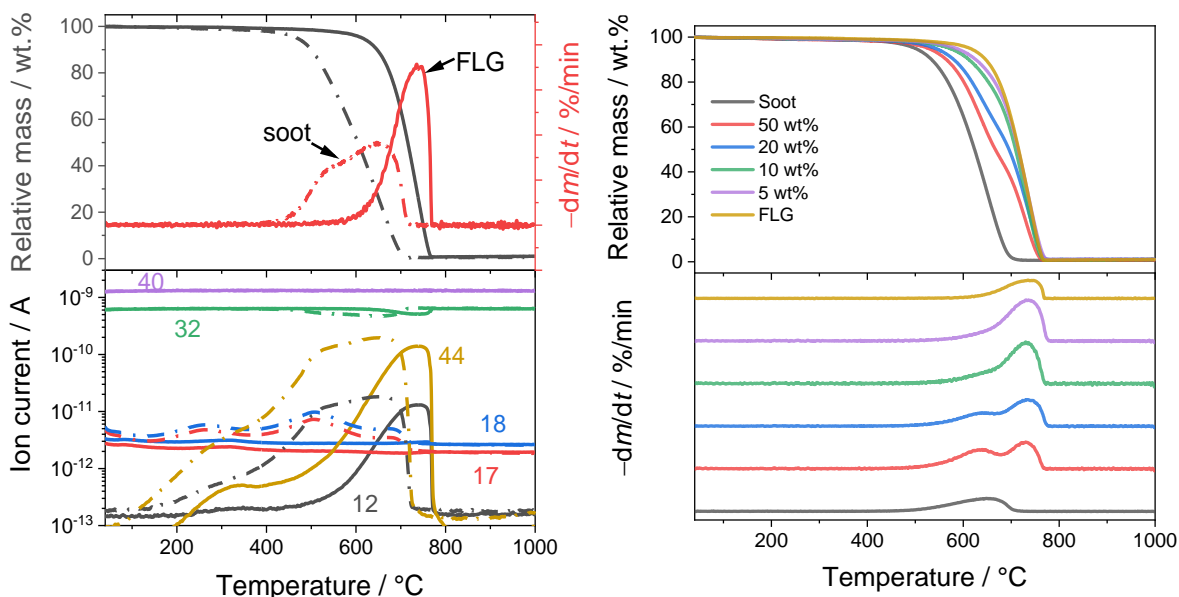 Relative mass / wt.%
100
80
60
40
20
0
soot
FLG
−dm/dt / %/min
Ion current / A
10⁻⁹
10⁻¹⁰
10⁻¹¹
10⁻¹²
10⁻¹³
40
32
44
18
17
12
200 400 600 800 1000
Temperature / °C
Relative mass / wt.%
100
80
60
40
20
0
Soot
50 wt%
20 wt%
10 wt%
5 wt%
FLG
−dm/dt / %/min
200 400 600 800 1000
Temperature / °C